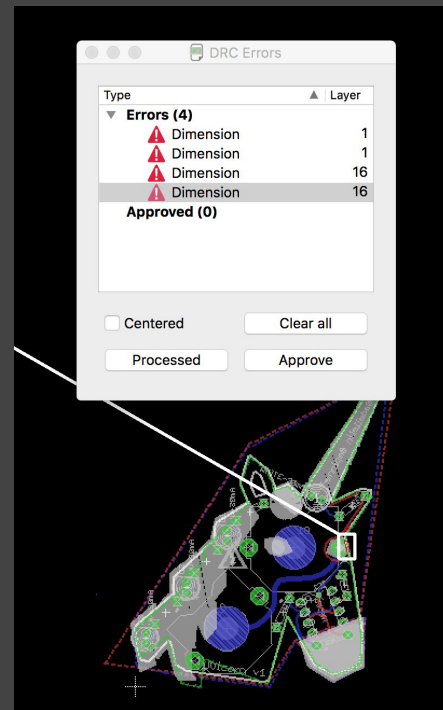 DRC Errors
Type Layer
Errors (4)
Dimension 1
Dimension 1
Dimension 16
Dimension 16
Approved (0)
Centered Clear all
Processed Approve